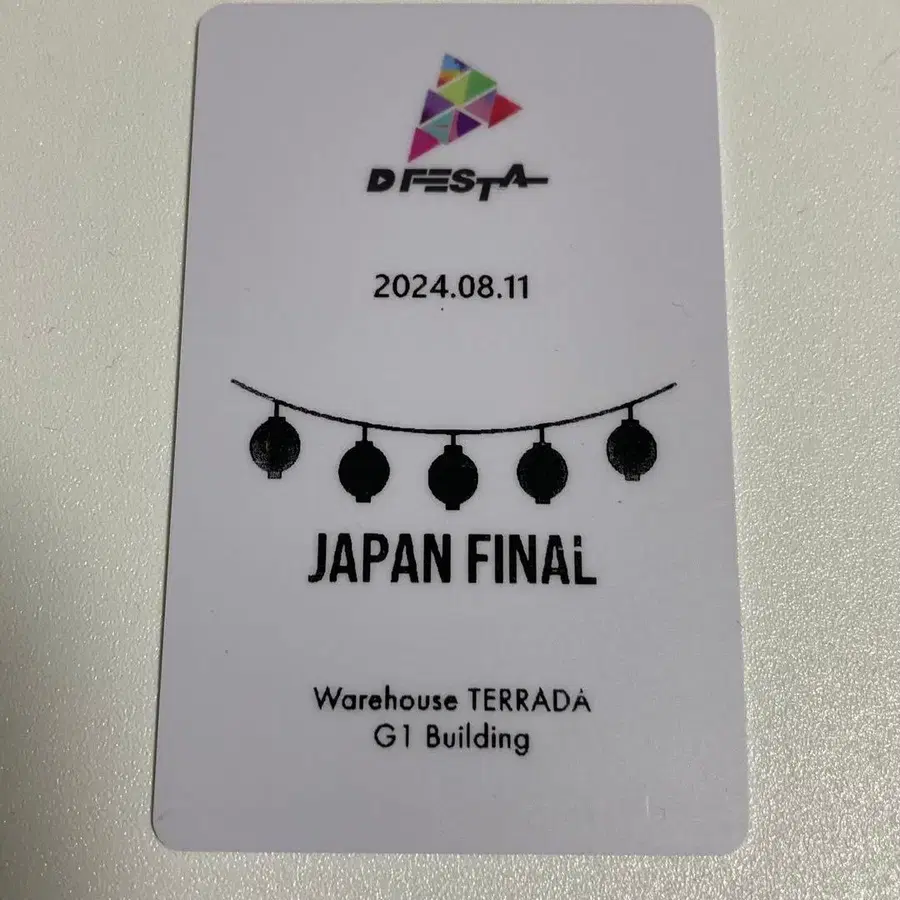 D FESTA
2024.08.11
JAPAN FINAL
Warehouse TERRADA
G1 Building